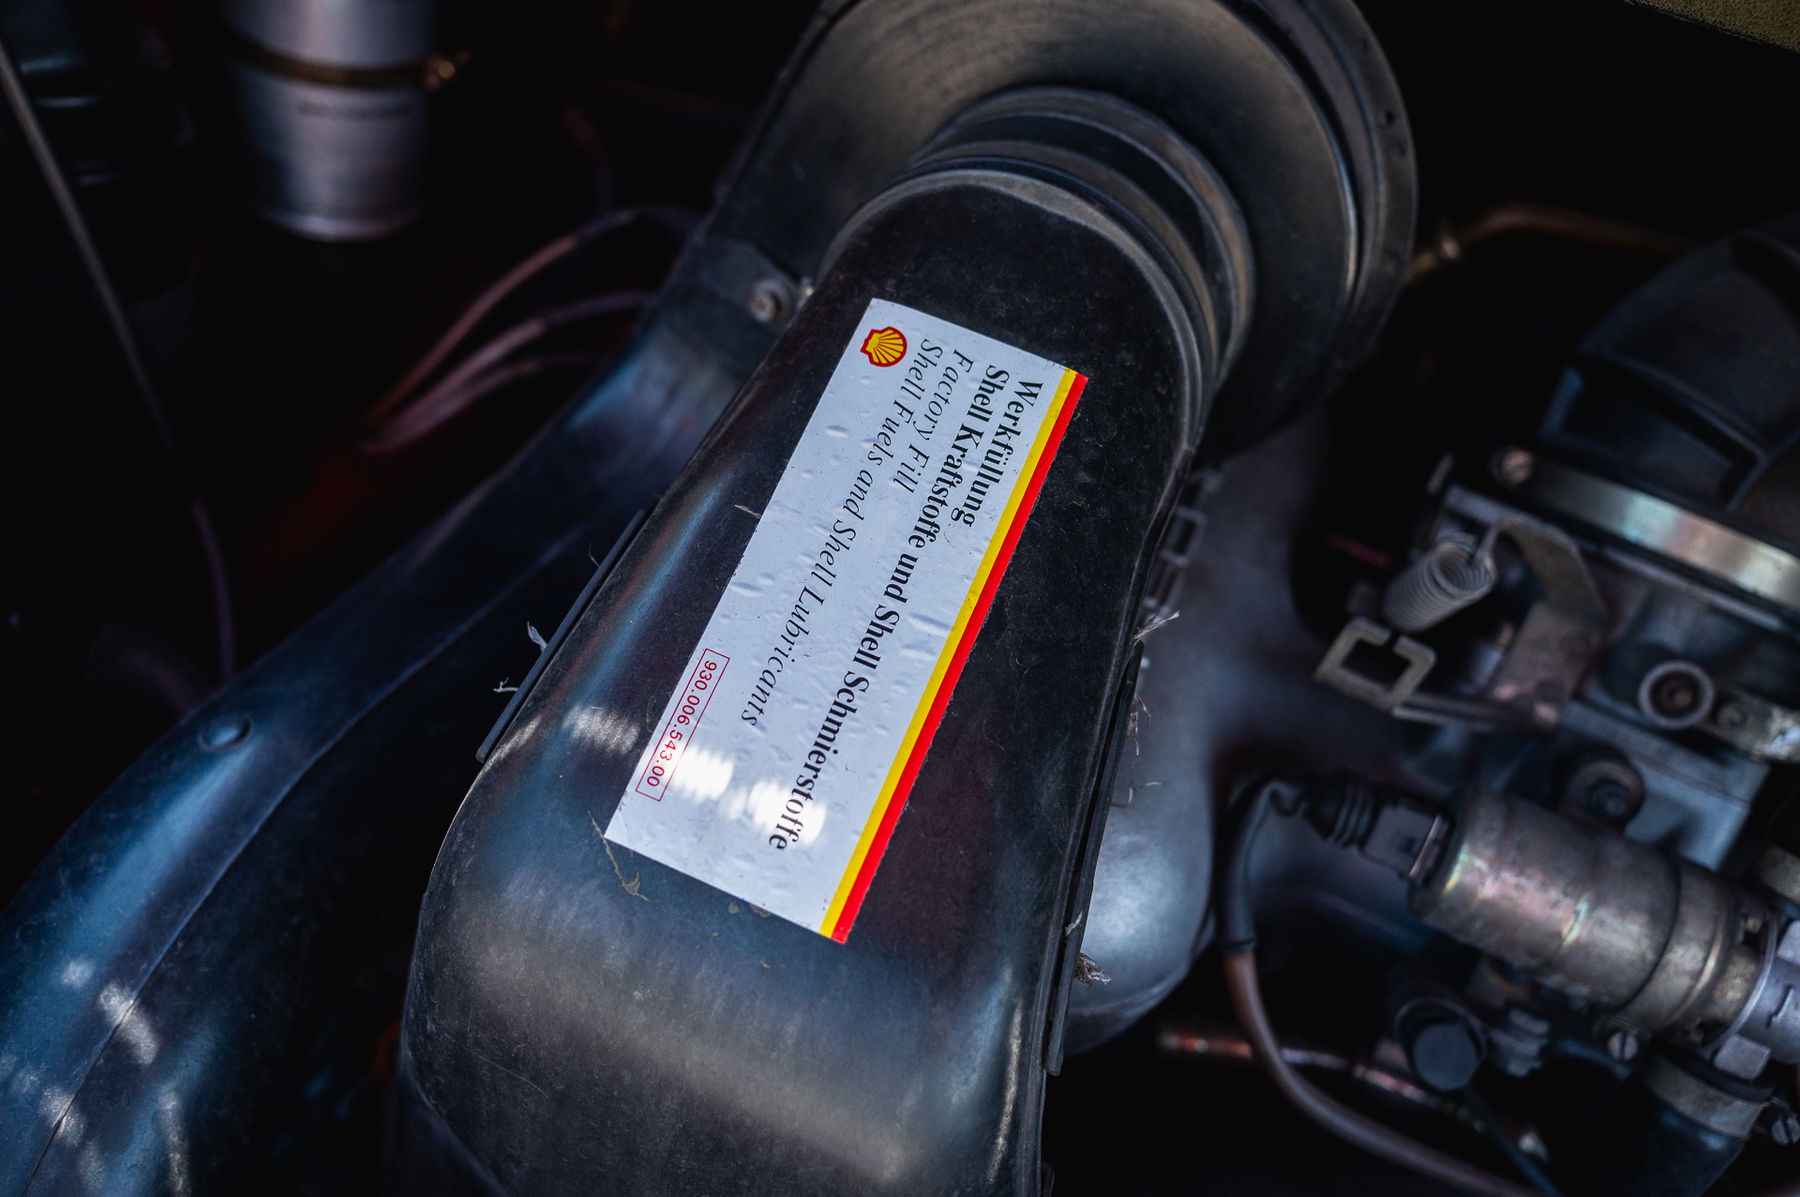 Werkfüllung
Shell Kraftstoffe und Shell Schmierstoffe
Factory Fill
Shell Fuels and Shell Lubricants
930.006.543.00